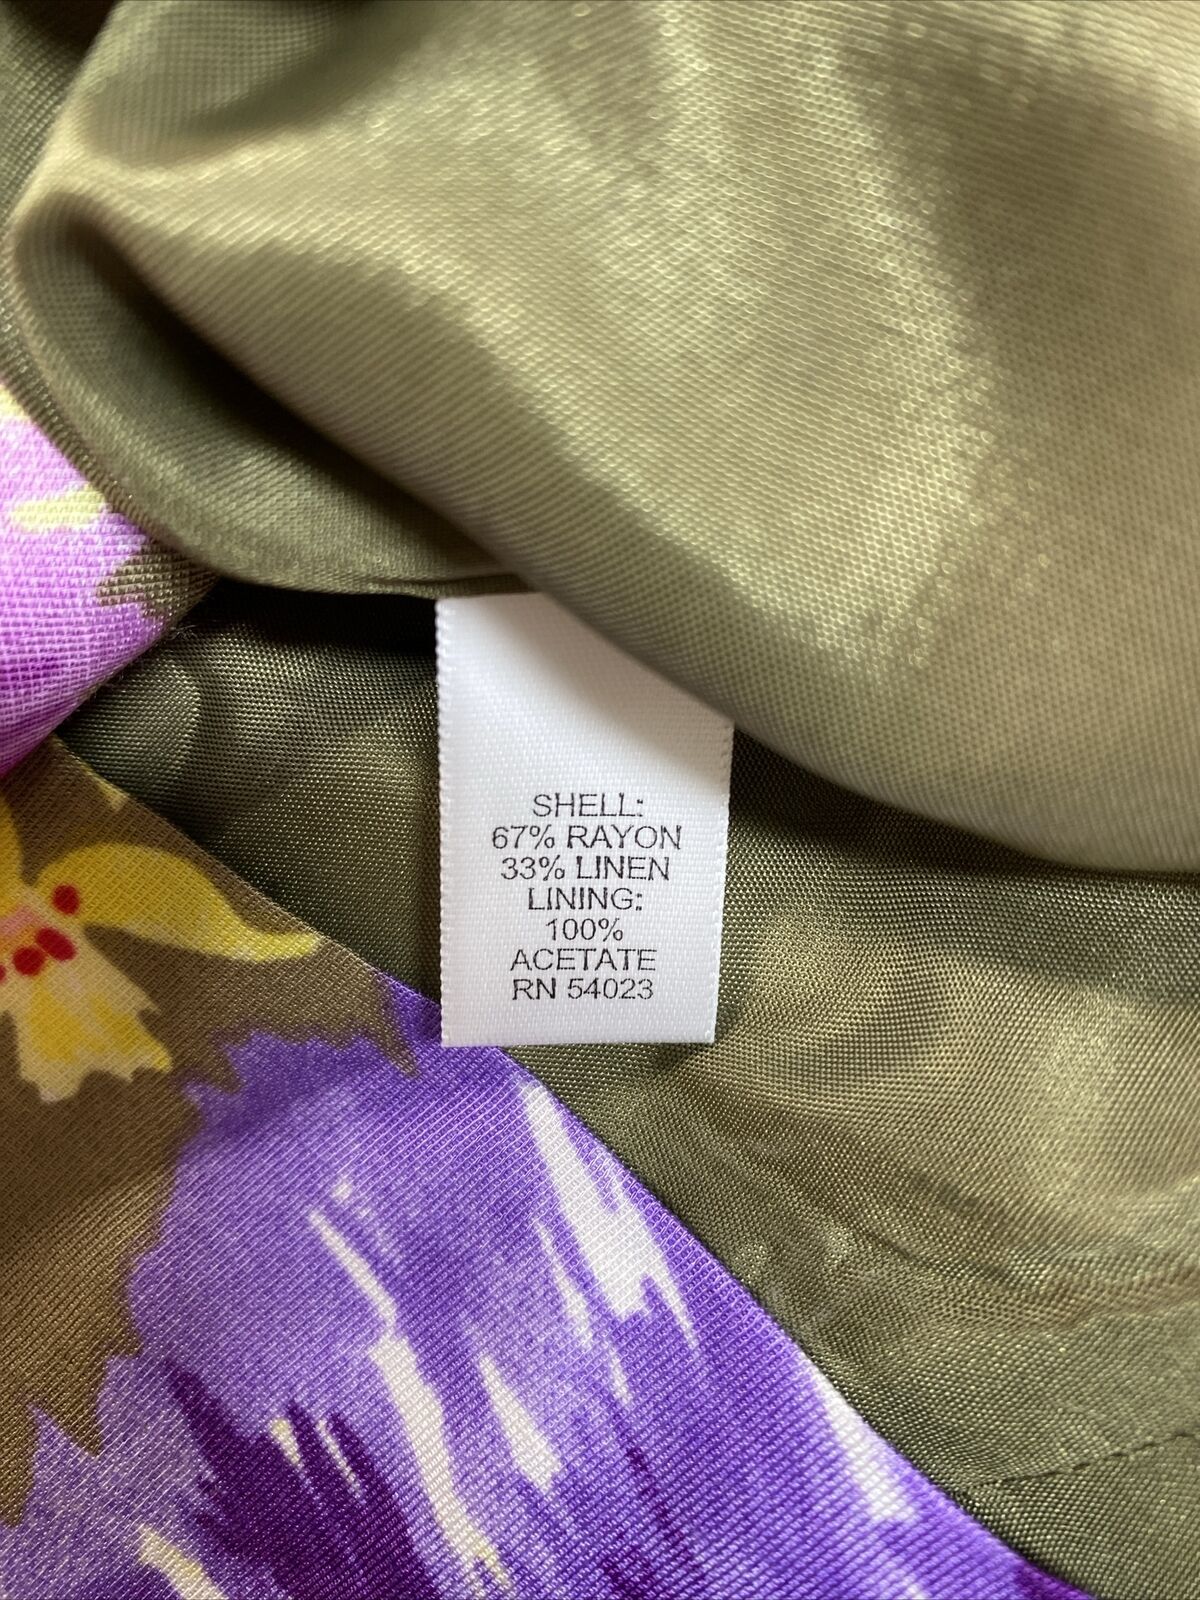 SHELL:
67% RAYON
33% LINEN
LINING:
100%
ACETATE
RN 54023